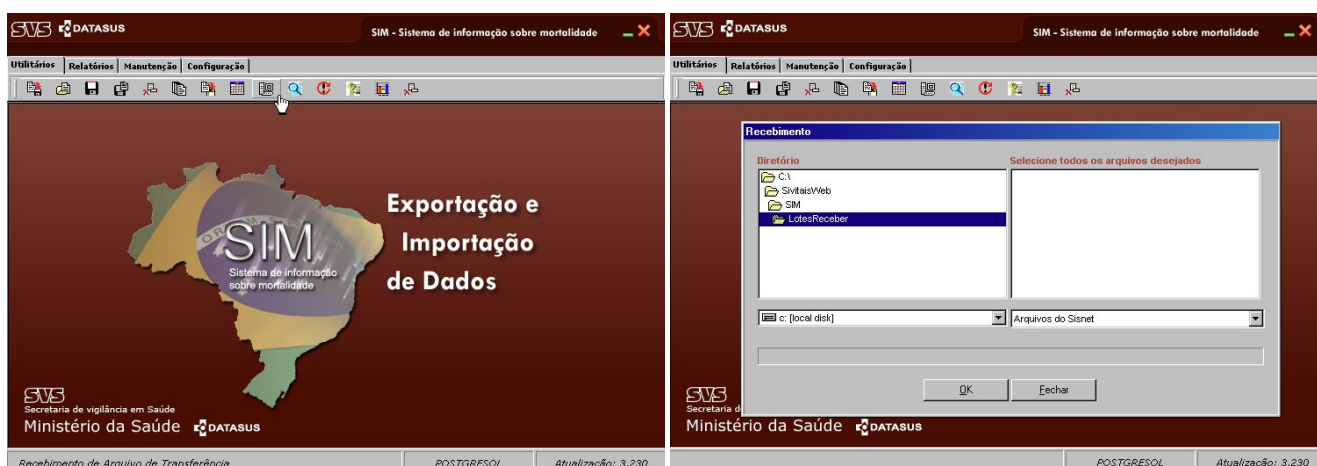 SVS DATASUS
SIM - Sistema de informação sobre mortalidade
Utilitários Relatórios Manutenção Configuração
Exportação e
Importação
de Dados
SIM
Sistema de informação
sobre mortalidade
SVS
Secretaria de vigilância em Saúde
Ministério da Saúde DATASUS
Recebimento de Arquivo de Transferência POSTGRESQL Atualização: 3.230
SVS DATASUS
SIM - Sistema de informação sobre mortalidade
Utilitários Relatórios Manutenção Configuração
Recebimento
Diretório Selecione todos os arquivos desejados
C:\
SivitaisWeb
SIM
LotesReceber
c: [local disk] Arquivos do Sisnet
OK Fechar
SVS
Secretaria d
Ministério da Saúde DATASUS
POSTGRESQL Atualização: 3.230